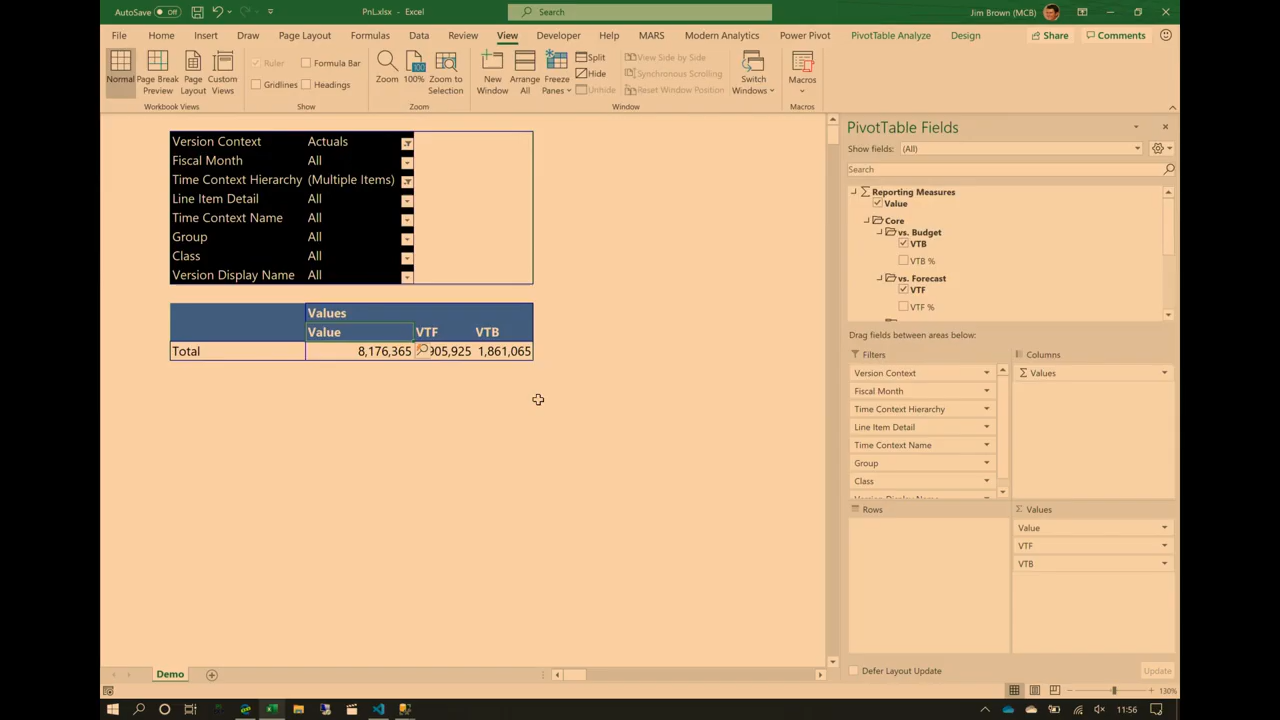 AutoSave Off
PnL.xlsx - Excel
Search
Jim Brown (MCB)
File Home Insert Draw Page Layout Formulas Data Review View Developer Help MARS Modern Analytics Power Pivot PivotTable Analyze Design Share Comments
Normal
Page Break Preview
Page Layout
Custom Views
Workbook Views
Ruler
Formula Bar
Gridlines
Headings
Show
Zoom
100%
Zoom to Selection
Zoom
New Window
Arrange All
Freeze Panes
Split
Hide
Unhide
View Side by Side
Synchronous Scrolling
Reset Window Position
Window
Switch Windows
Macros
Macros
Version Context Actuals
Fiscal Month All
Time Context Hierarchy (Multiple Items)
Line Item Detail All
Time Context Name All
Group All
Class All
Version Display Name All
Values
Value VTF VTB
Total 8,176,365 905,925 1,861,065
PivotTable Fields
Show fields: (All)
Search
Σ Reporting Measures
Value
Core
vs. Budget
VTB
VTB %
vs. Forecast
VTF
VTF %
Drag fields between areas below:
Filters
Version Context
Fiscal Month
Time Context Hierarchy
Line Item Detail
Time Context Name
Group
Class
Version Display Name
Columns
Σ Values
Rows
Σ Values
Value
VTF
VTB
Defer Layout Update
Update
Demo
130%
11:56